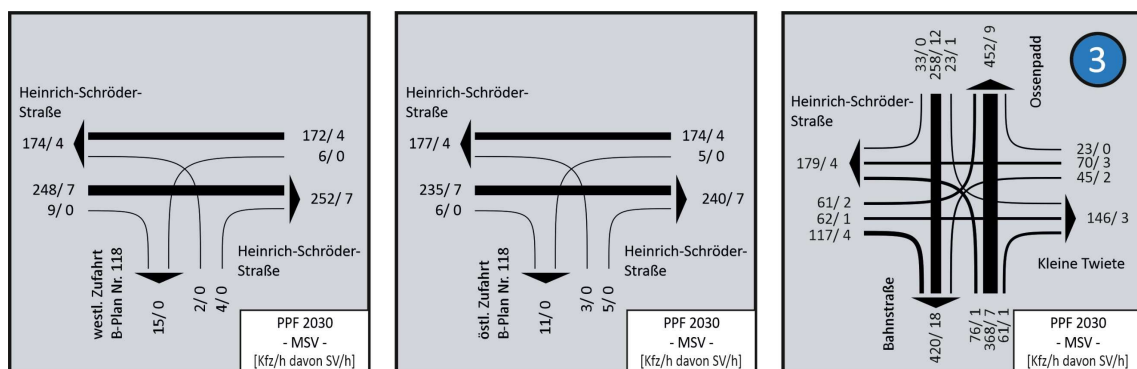 Heinrich-Schröder-
Straße
174/ 4
172/ 4
6/ 0
248/ 7
9/ 0
252/ 7
Heinrich-Schröder-
Straße
westl. Zufahrt
B-Plan Nr. 118
15/ 0
2/ 0
4/ 0
PPF 2030
- MSV -
[Kfz/h davon SV/h]
Heinrich-Schröder-
Straße
177/ 4
174/ 4
5/ 0
235/ 7
6/ 0
240/ 7
Heinrich-Schröder-
Straße
östl. Zufahrt
B-Plan Nr. 118
11/ 0
3/ 0
5/ 0
PPF 2030
- MSV -
[Kfz/h davon SV/h]
33/ 0
258/ 12
23/ 1
452/ 9
Ossenpadd
3
Heinrich-Schröder-
Straße
179/ 4
23/ 0
70/ 3
45/ 2
61/ 2
62/ 1
117/ 4
146/ 3
Kleine Twiete
Bahnstraße
420/ 18
76/ 1
368/ 7
61/ 1
PPF 2030
- MSV -
[Kfz/h davon SV/h]